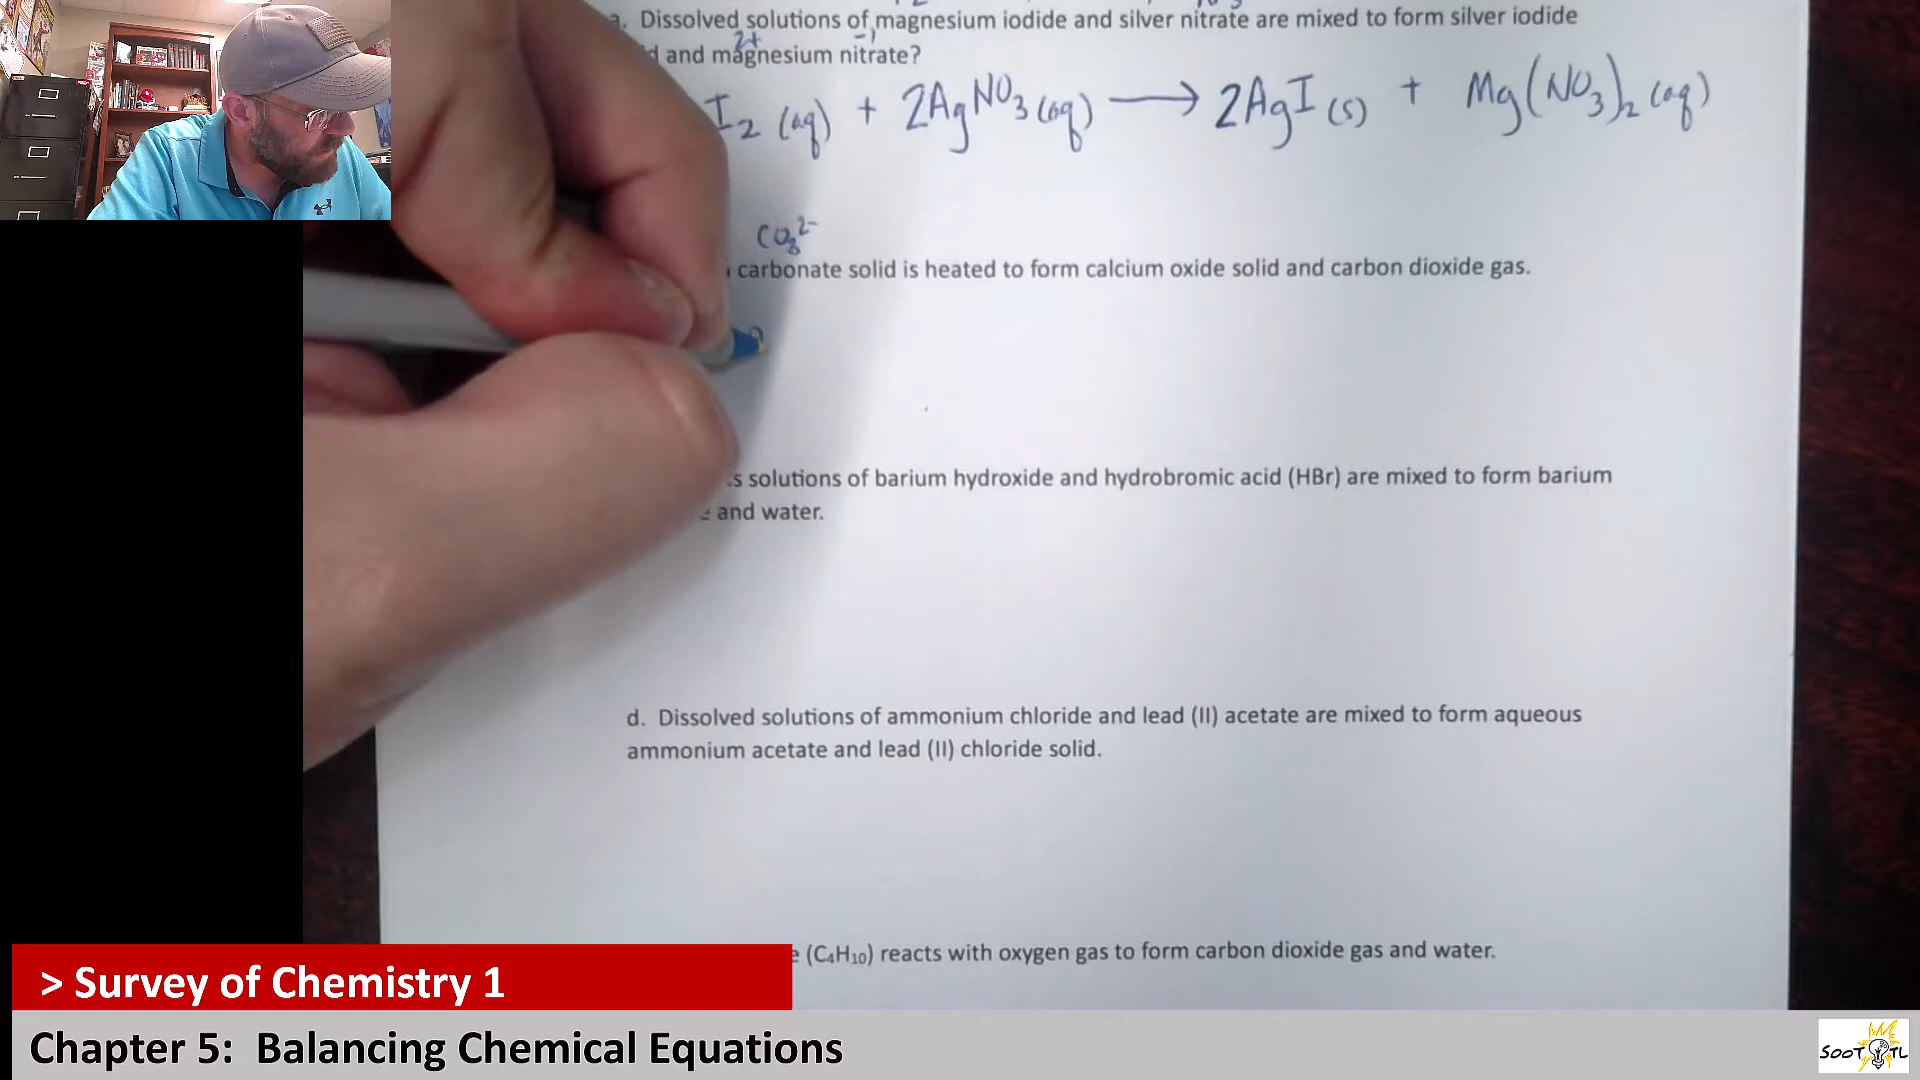 a. Dissolved solutions of magnesium iodide and silver nitrate are mixed to form silver iodide
2+ -1
and magnesium nitrate?
I2 (aq) + 2AgNO3 (aq) ⟶ 2AgI (s) + Mg(NO3)2 (aq)
CO3 2-
carbonate solid is heated to form calcium oxide solid and carbon dioxide gas.
solutions of barium hydroxide and hydrobromic acid (HBr) are mixed to form barium
and water.
d. Dissolved solutions of ammonium chloride and lead (II) acetate are mixed to form aqueous
ammonium acetate and lead (II) chloride solid.
(C4H10) reacts with oxygen gas to form carbon dioxide gas and water.
> Survey of Chemistry 1
Chapter 5: Balancing Chemical Equations
SOOTTL